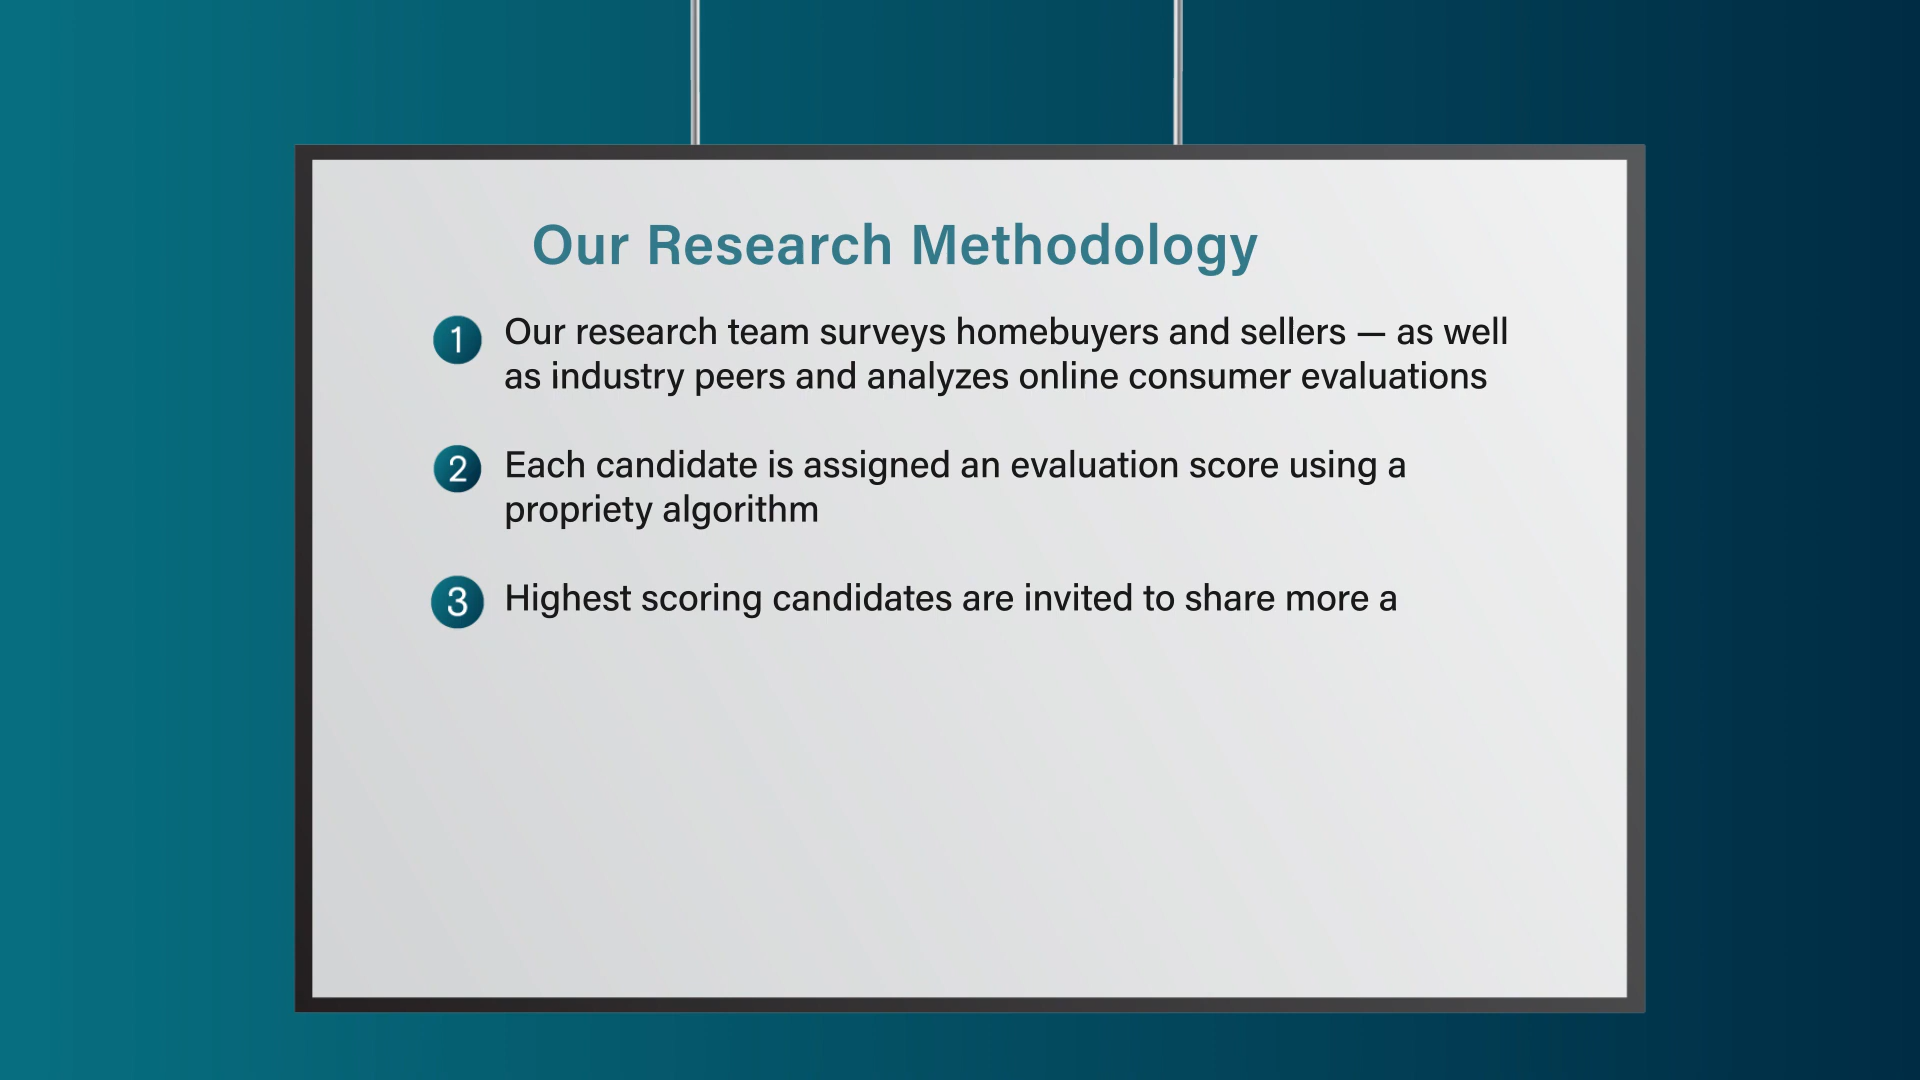 Our Research Methodology
1 Our research team surveys homebuyers and sellers — as well
as industry peers and analyzes online consumer evaluations
2 Each candidate is assigned an evaluation score using a
propriety algorithm
3 Highest scoring candidates are invited to share more a